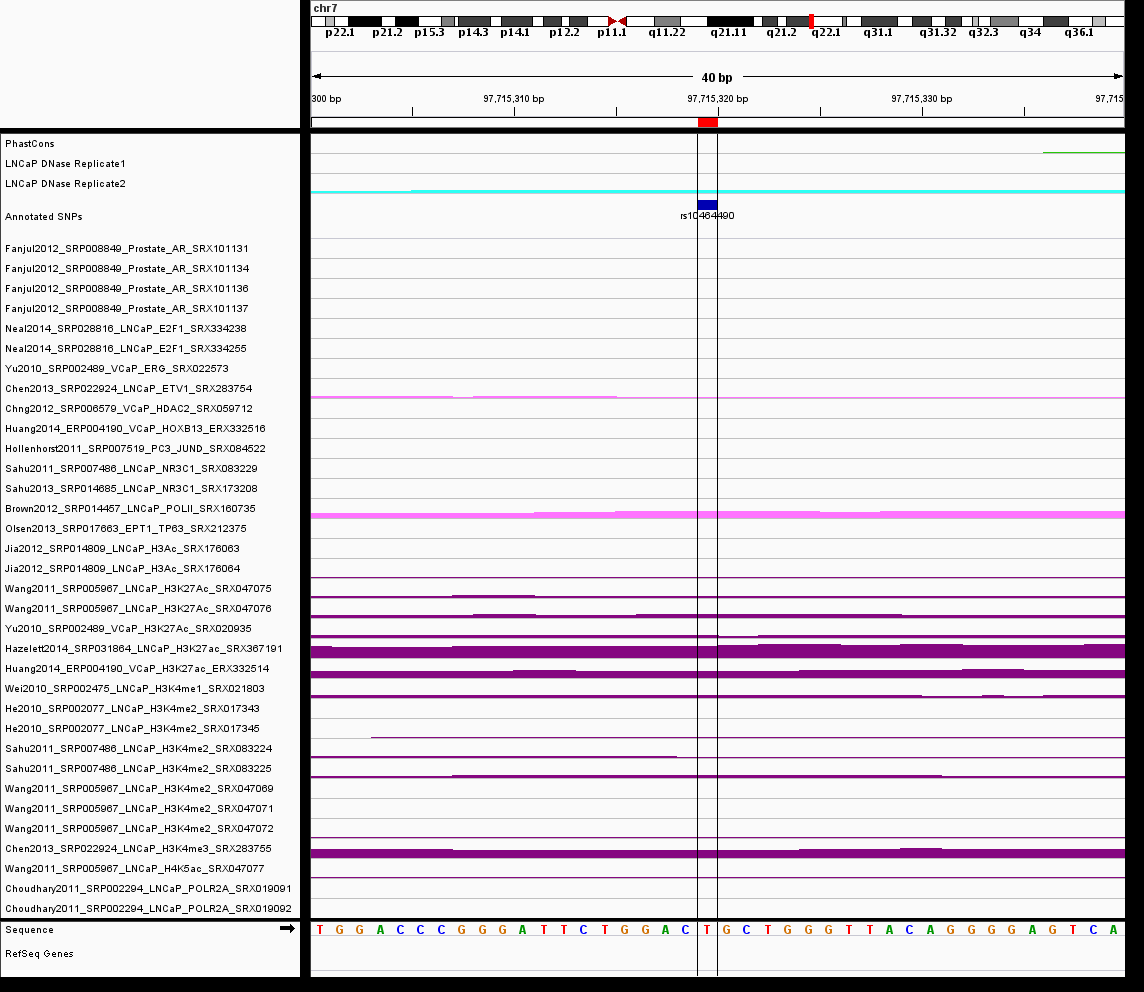 chr7
p22.1 p21.2 p15.3 p14.3 p14.1 p12.2 p11.1 q11.22 q21.11 q21.2 q22.1 q31.1 q31.32 q32.3 q34 q36.1
40 bp
300 bp 97,715,310 bp 97,715,320 bp 97,715,330 bp 97,715
PhastCons
LNCaP DNase Replicate1
LNCaP DNase Replicate2
Annotated SNPs
rs10464490
Fanjul2012_SRP008849_Prostate_AR_SRX101131
Fanjul2012_SRP008849_Prostate_AR_SRX101134
Fanjul2012_SRP008849_Prostate_AR_SRX101136
Fanjul2012_SRP008849_Prostate_AR_SRX101137
Neal2014_SRP028816_LNCaP_E2F1_SRX334238
Neal2014_SRP028816_LNCaP_E2F1_SRX334255
Yu2010_SRP002489_VCaP_ERG_SRX022573
Chen2013_SRP022924_LNCaP_ETV1_SRX283754
Chng2012_SRP006579_VCaP_HDAC2_SRX059712
Huang2014_ERP004190_VCaP_HOXB13_ERX332516
Hollenhorst2011_SRP007519_PC3_JUND_SRX084522
Sahu2011_SRP007486_LNCaP_NR3C1_SRX083229
Sahu2013_SRP014685_LNCaP_NR3C1_SRX173208
Brown2012_SRP014457_LNCaP_POLII_SRX160735
Olsen2013_SRP017663_EPT1_TP63_SRX212375
Jia2012_SRP014809_LNCaP_H3Ac_SRX176063
Jia2012_SRP014809_LNCaP_H3Ac_SRX176064
Wang2011_SRP005967_LNCaP_H3K27Ac_SRX047075
Wang2011_SRP005967_LNCaP_H3K27Ac_SRX047076
Yu2010_SRP002489_VCaP_H3K27Ac_SRX020935
Hazelett2014_SRP031864_LNCaP_H3K27ac_SRX367191
Huang2014_ERP004190_VCaP_H3K27ac_ERX332514
Wei2010_SRP002475_LNCaP_H3K4me1_SRX021803
He2010_SRP002077_LNCaP_H3K4me2_SRX017343
He2010_SRP002077_LNCaP_H3K4me2_SRX017345
Sahu2011_SRP007486_LNCaP_H3K4me2_SRX083224
Sahu2011_SRP007486_LNCaP_H3K4me2_SRX083225
Wang2011_SRP005967_LNCaP_H3K4me2_SRX047069
Wang2011_SRP005967_LNCaP_H3K4me2_SRX047071
Wang2011_SRP005967_LNCaP_H3K4me2_SRX047072
Chen2013_SRP022924_LNCaP_H3K4me3_SRX283755
Wang2011_SRP005967_LNCaP_H4K5ac_SRX047077
Choudhary2011_SRP002294_LNCaP_POLR2A_SRX019091
Choudhary2011_SRP002294_LNCaP_POLR2A_SRX019092
Sequence T G G A C C C G G G A T T C T G G A C T G C T G G G T T A C A G G G G A G T C A
RefSeq Genes